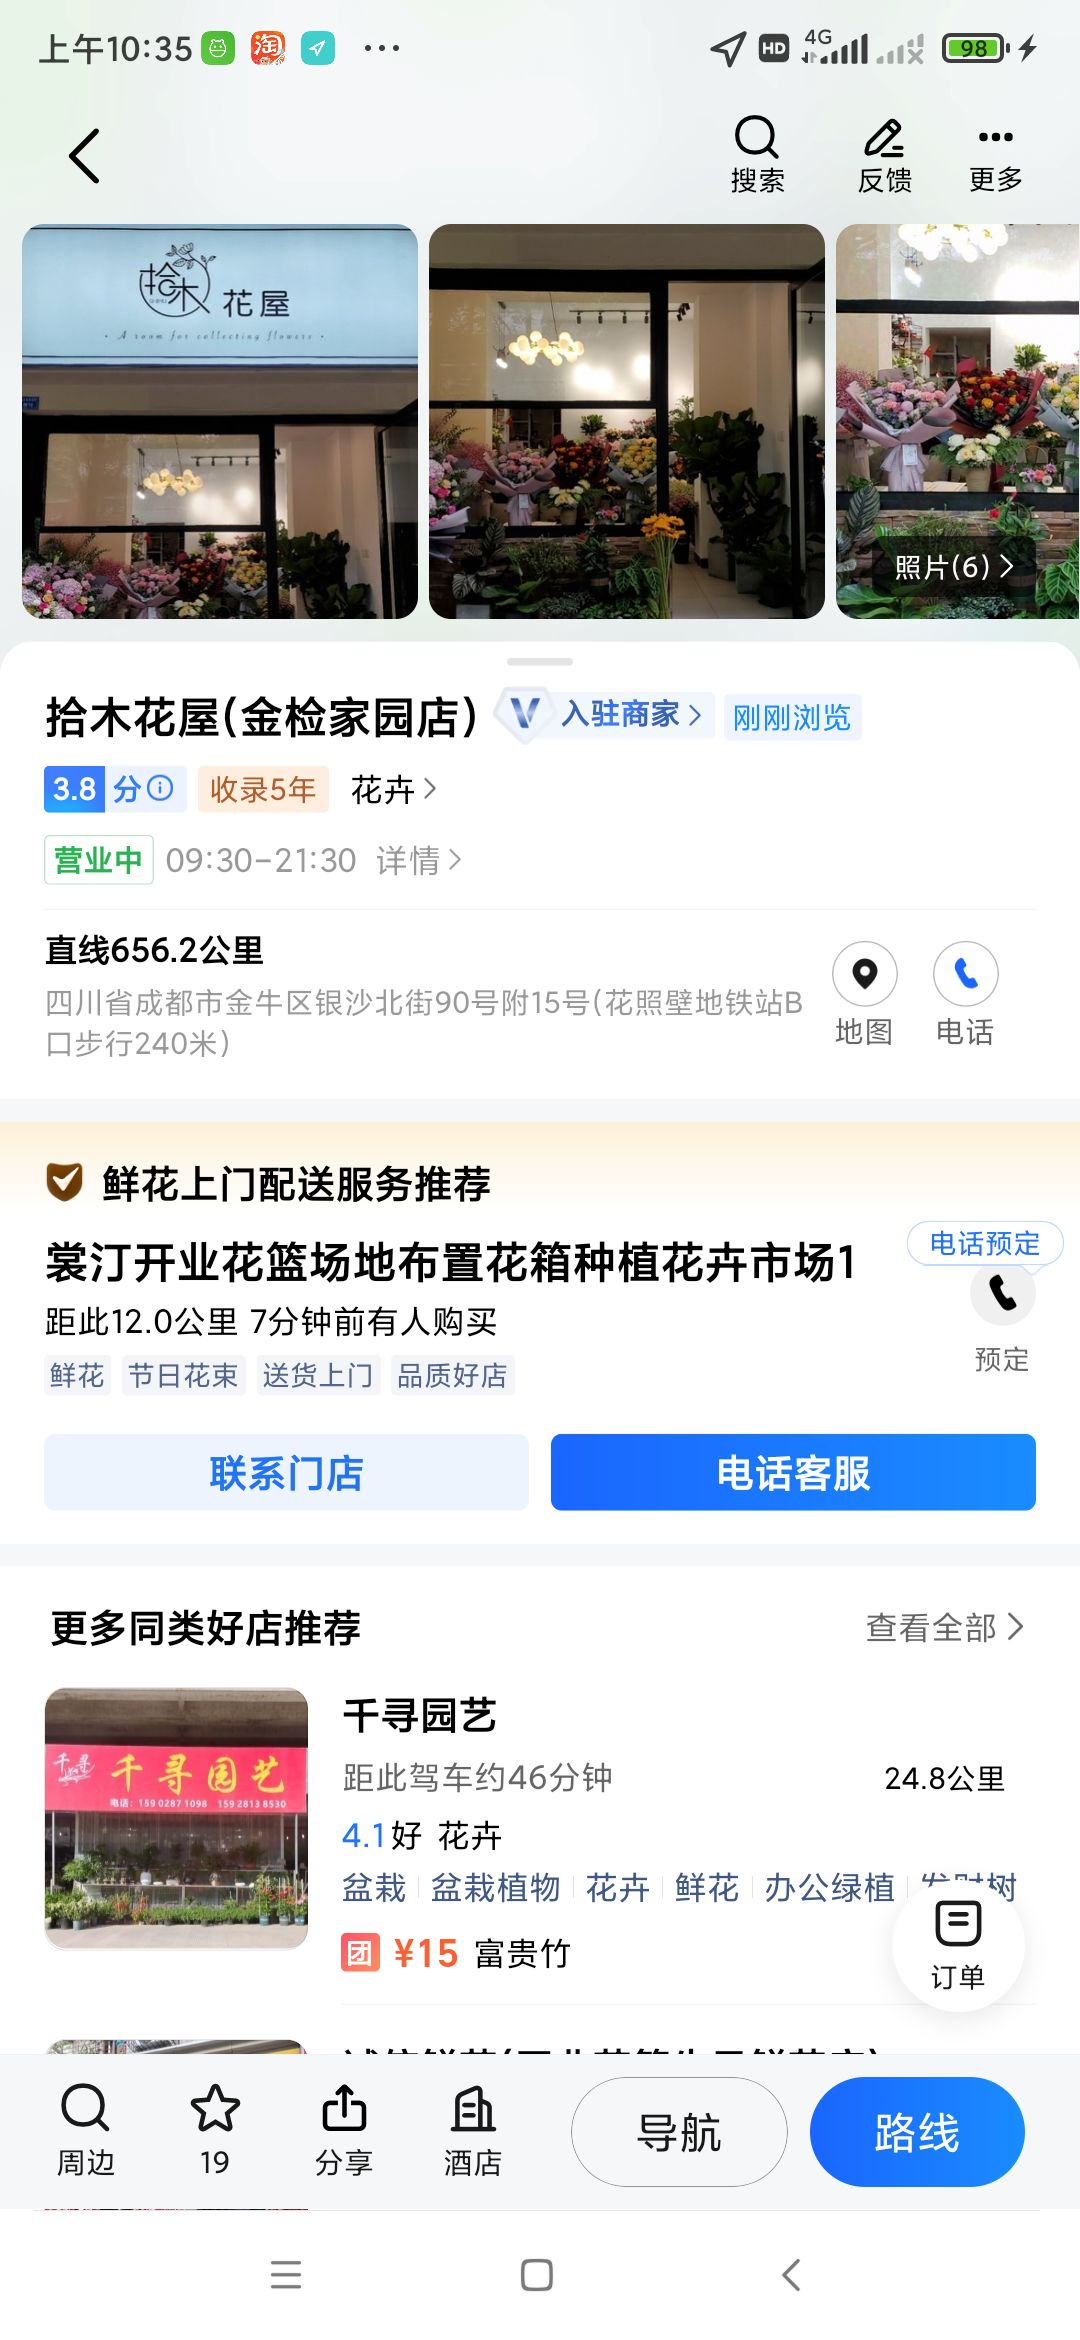 上午10:35
淘
HD
4G
98
搜索
反馈
更多
拾木
花屋
· A room for collecting flowers ·
照片(6)
拾木花屋(金检家园店)
V
入驻商家
刚刚浏览
3.8
分
收录5年
花卉
营业中
09:30-21:30
详情
直线656.2公里
四川省成都市金牛区银沙北街90号附15号(花照壁地铁站B
口步行240米)
地图
电话
鲜花上门配送服务推荐
裳汀开业花篮场地布置花箱种植花卉市场1
电话预定
距此12.0公里 7分钟前有人购买
预定
鲜花
节日花束
送货上门
品质好店
联系门店
电话客服
更多同类好店推荐
查看全部
千寻
千寻园艺
电话: 159 0287 1098 159 2813 8530
千寻园艺
距此驾车约46分钟
24.8公里
4.1好 花卉
盆栽
盆栽植物
花卉
鲜花
办公绿植
发财树
团
¥15 富贵竹
订单
周边
19
分享
酒店
导航
路线